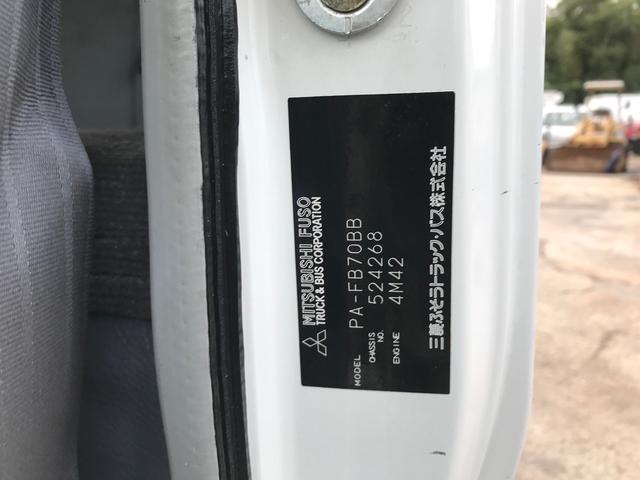 MITSUBISHI FUSO
TRUCK & BUS CORPORATION
MODEL PA-FB70BB
CHASSIS NO. 524268
ENGINE 4M42
三菱ふそうトラック・バス株式会社